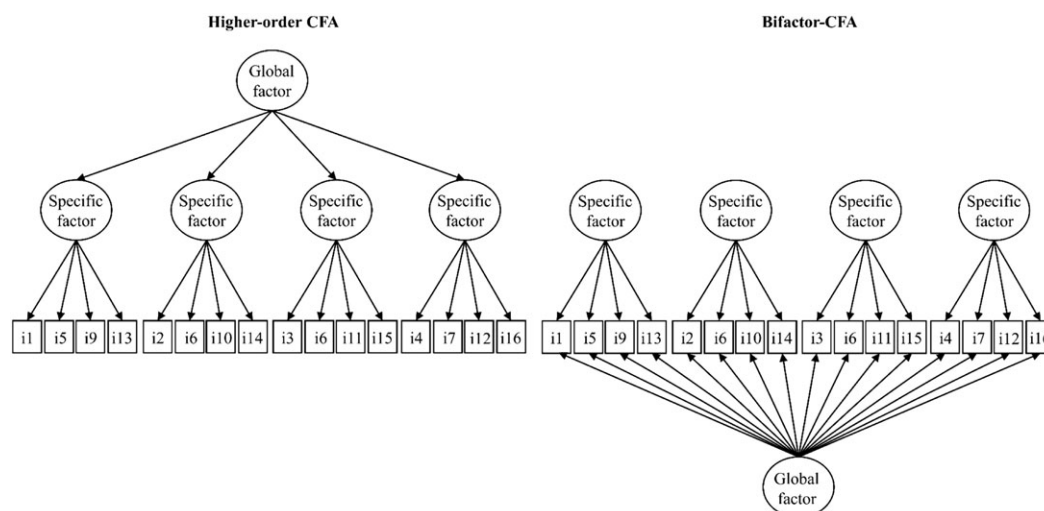 Higher-order CFA
Bifactor-CFA
Global
factor
Specific
factor
Specific
factor
Specific
factor
Specific
factor
Specific
factor
Specific
factor
Specific
factor
Specific
factor
i1 i5 i9 i13 i2 i6 i10 i14 i3 i6 i11 i15 i4 i7 i12 i16
i1 i5 i9 i13 i2 i6 i10 i14 i3 i6 i11 i15 i4 i7 i12 i16
Global
factor